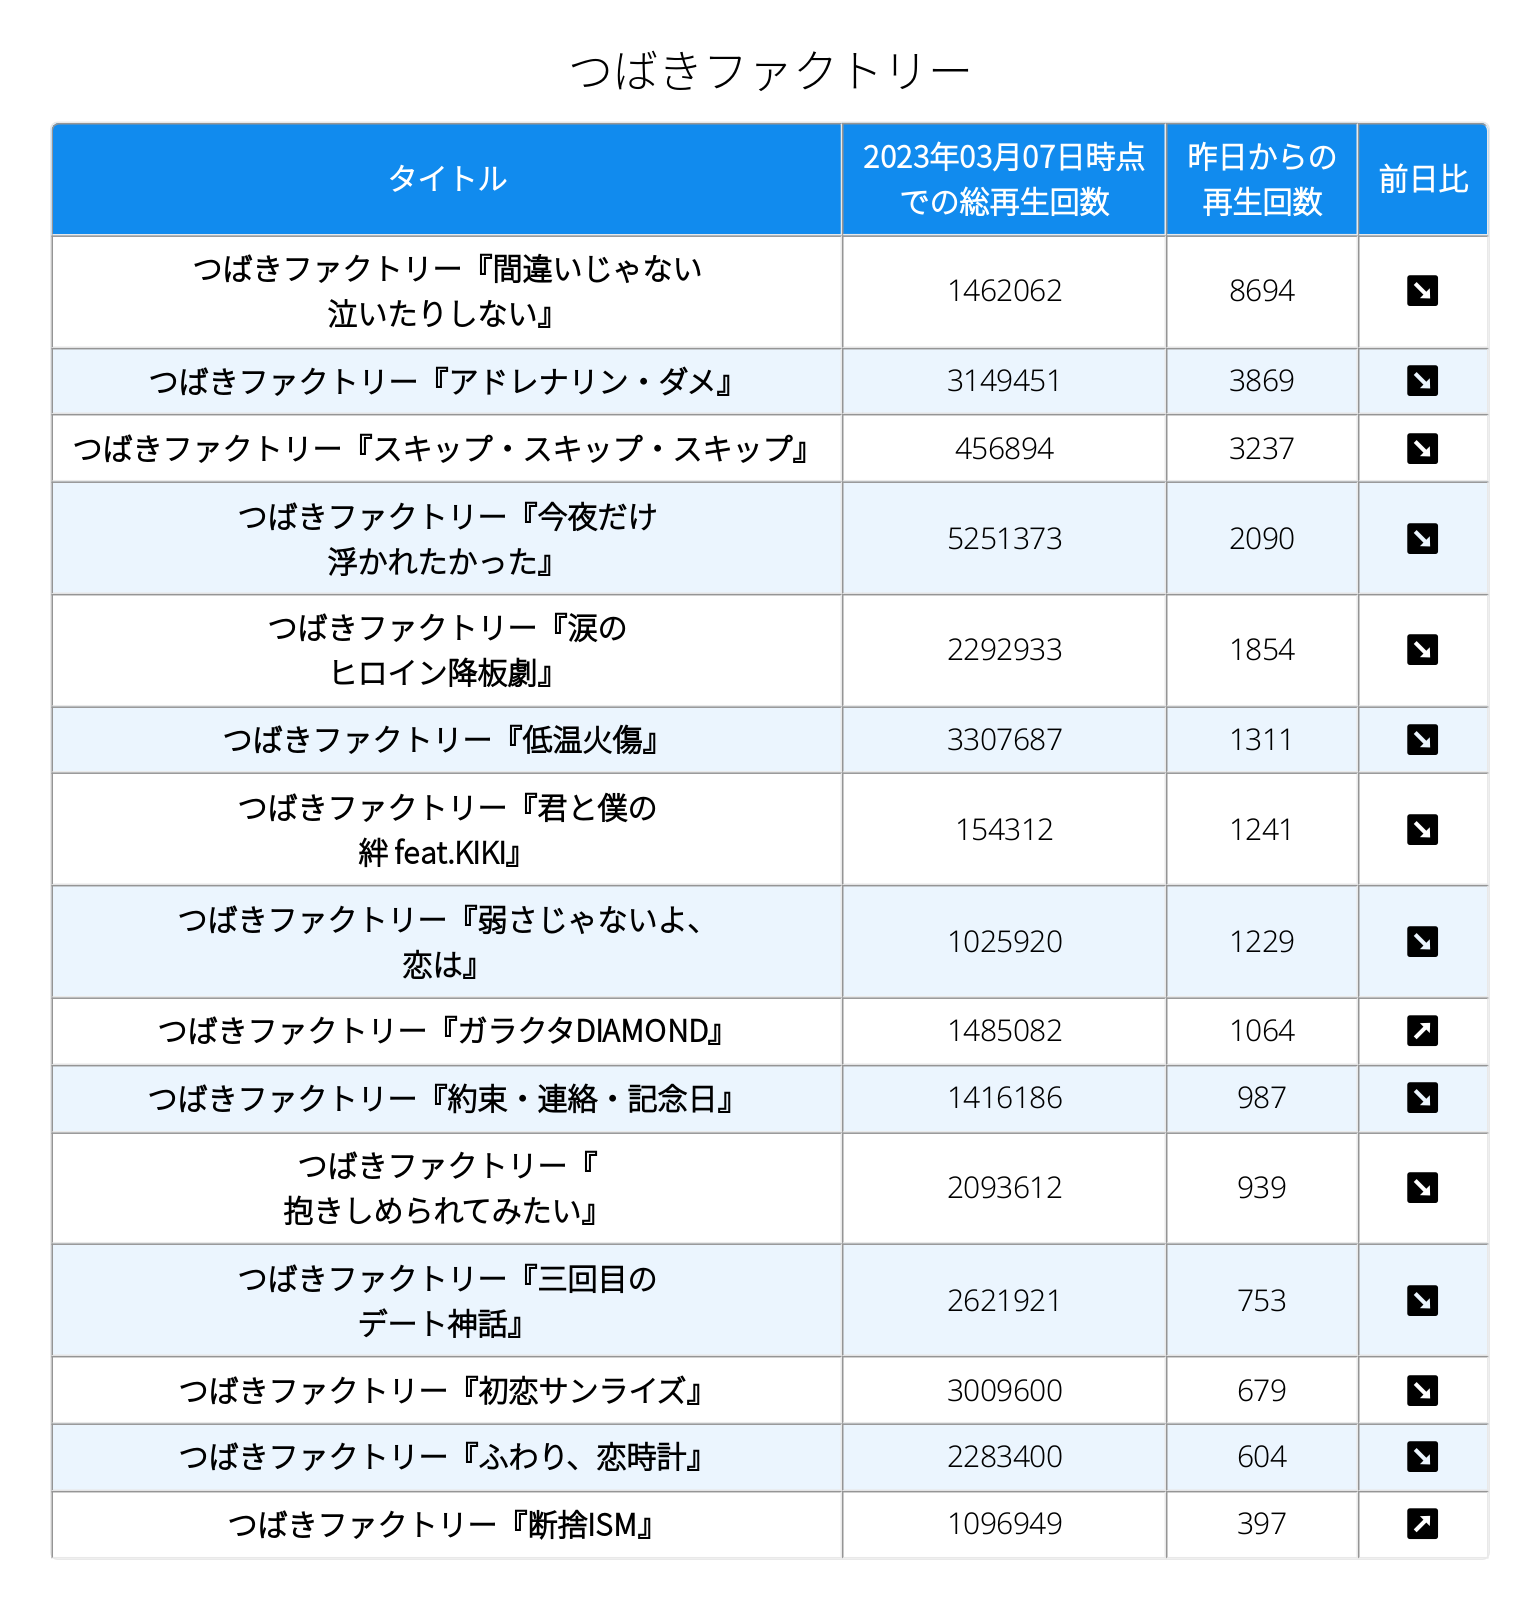 つばきファクトリー
タイトル
2023年03月07日時点
での総再生回数
昨日からの
再生回数
前日比
つばきファクトリー『間違いじゃない
泣いたりしない』
1462062
8694
つばきファクトリー『アドレナリン・ダメ』
3149451
3869
つばきファクトリー『スキップ・スキップ・スキップ』
456894
3237
つばきファクトリー『今夜だけ
浮かれたかった』
5251373
2090
つばきファクトリー『涙の
ヒロイン降板劇』
2292933
1854
つばきファクトリー『低温火傷』
3307687
1311
つばきファクトリー『君と僕の
絆 feat.KIKI』
154312
1241
つばきファクトリー『弱さじゃないよ、
恋は』
1025920
1229
つばきファクトリー『ガラクタDIAMOND』
1485082
1064
つばきファクトリー『約束・連絡・記念日』
1416186
987
つばきファクトリー『
抱きしめられてみたい』
2093612
939
つばきファクトリー『三回目の
デート神話』
2621921
753
つばきファクトリー『初恋サンライズ』
3009600
679
つばきファクトリー『ふわり、恋時計』
2283400
604
つばきファクトリー『断捨ISM』
1096949
397